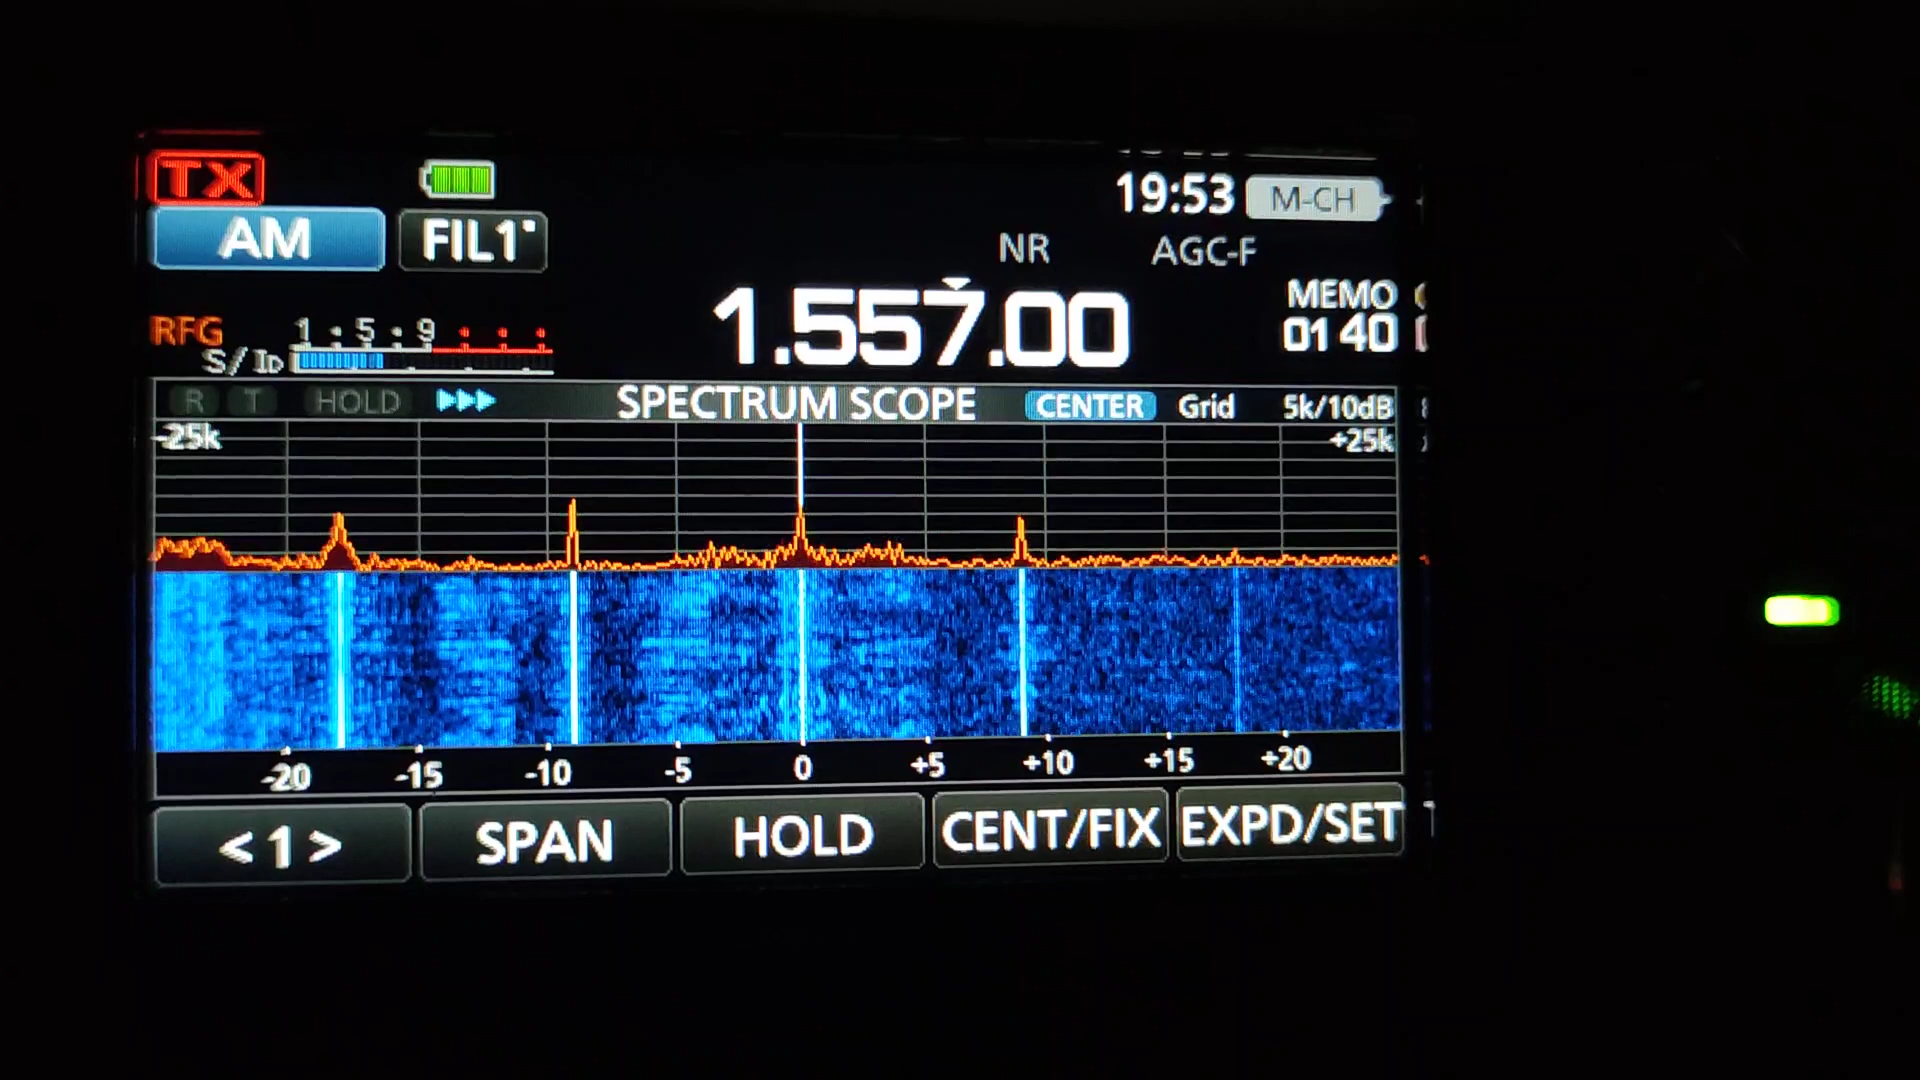 TX
19:53 M-CH
AM FIL1
NR AGC-F
1.557.00
MEMO
01 40
RFG
1 5 9
S/ID
R T HOLD SPECTRUM SCOPE CENTER Grid 5k/10dB
-25k +25k
-20 -15 -10 -5 0 +5 +10 +15 +20
<1> SPAN HOLD CENT/FIX EXPD/SET